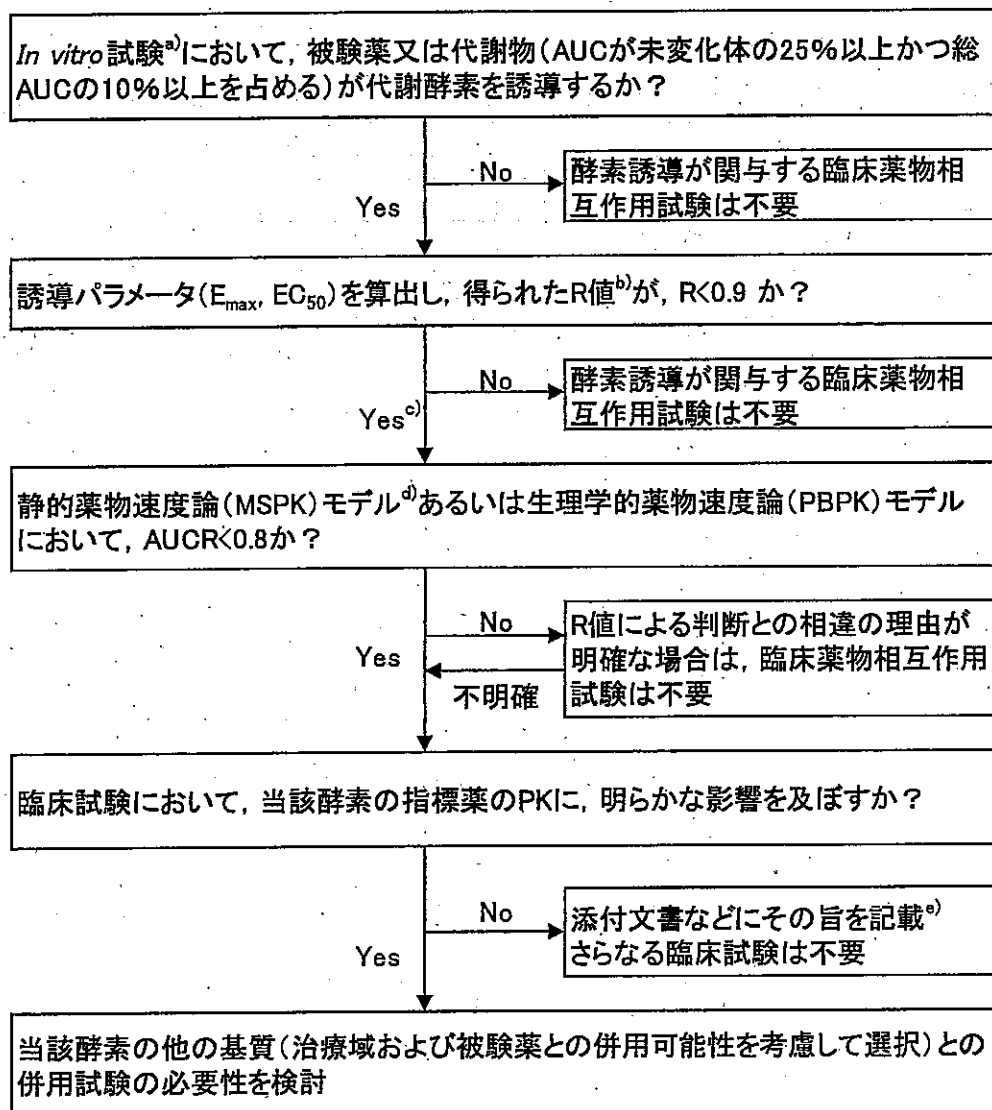 In vitro試験a)において，被験薬又は代謝物(AUCが未変化体の25%以上かつ総
AUCの10%以上を占める)が代謝酵素を誘導するか？
No
酵素誘導が関与する臨床薬物相
互作用試験は不要
Yes
誘導パラメータ(Emax, EC50)を算出し，得られたR値b)が，R<0.9 か？
No
酵素誘導が関与する臨床薬物相
互作用試験は不要
Yesc)
静的薬物速度論(MSPK)モデルd)あるいは生理学的薬物速度論(PBPK)モデル
において，AUCR<0.8か？
No
R値による判断との相違の理由が
明確な場合は，臨床薬物相互作用
試験は不要
Yes
不明確
臨床試験において，当該酵素の指標薬のPKに，明らかな影響を及ぼすか？
No
添付文書などにその旨を記載e)
さらなる臨床試験は不要
Yes
当該酵素の他の基質(治療域および被験薬との併用可能性を考慮して選択)との
併用試験の必要性を検討